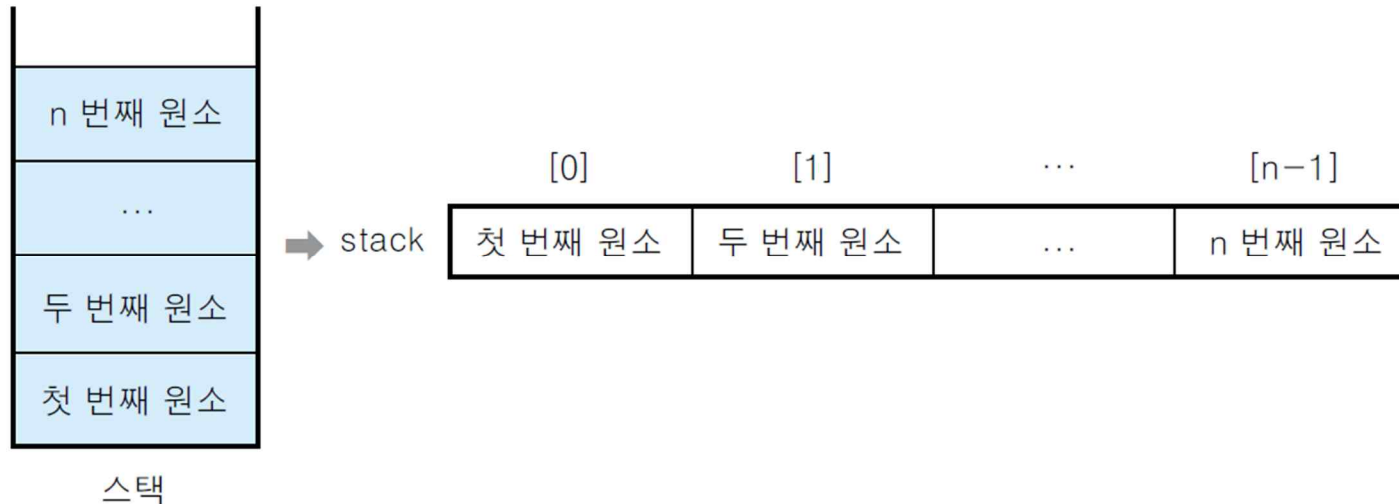 n 번째 원소
…
두 번째 원소
첫 번째 원소
스택
➡ stack
[0] [1] … [n-1]
첫 번째 원소 두 번째 원소 … n 번째 원소